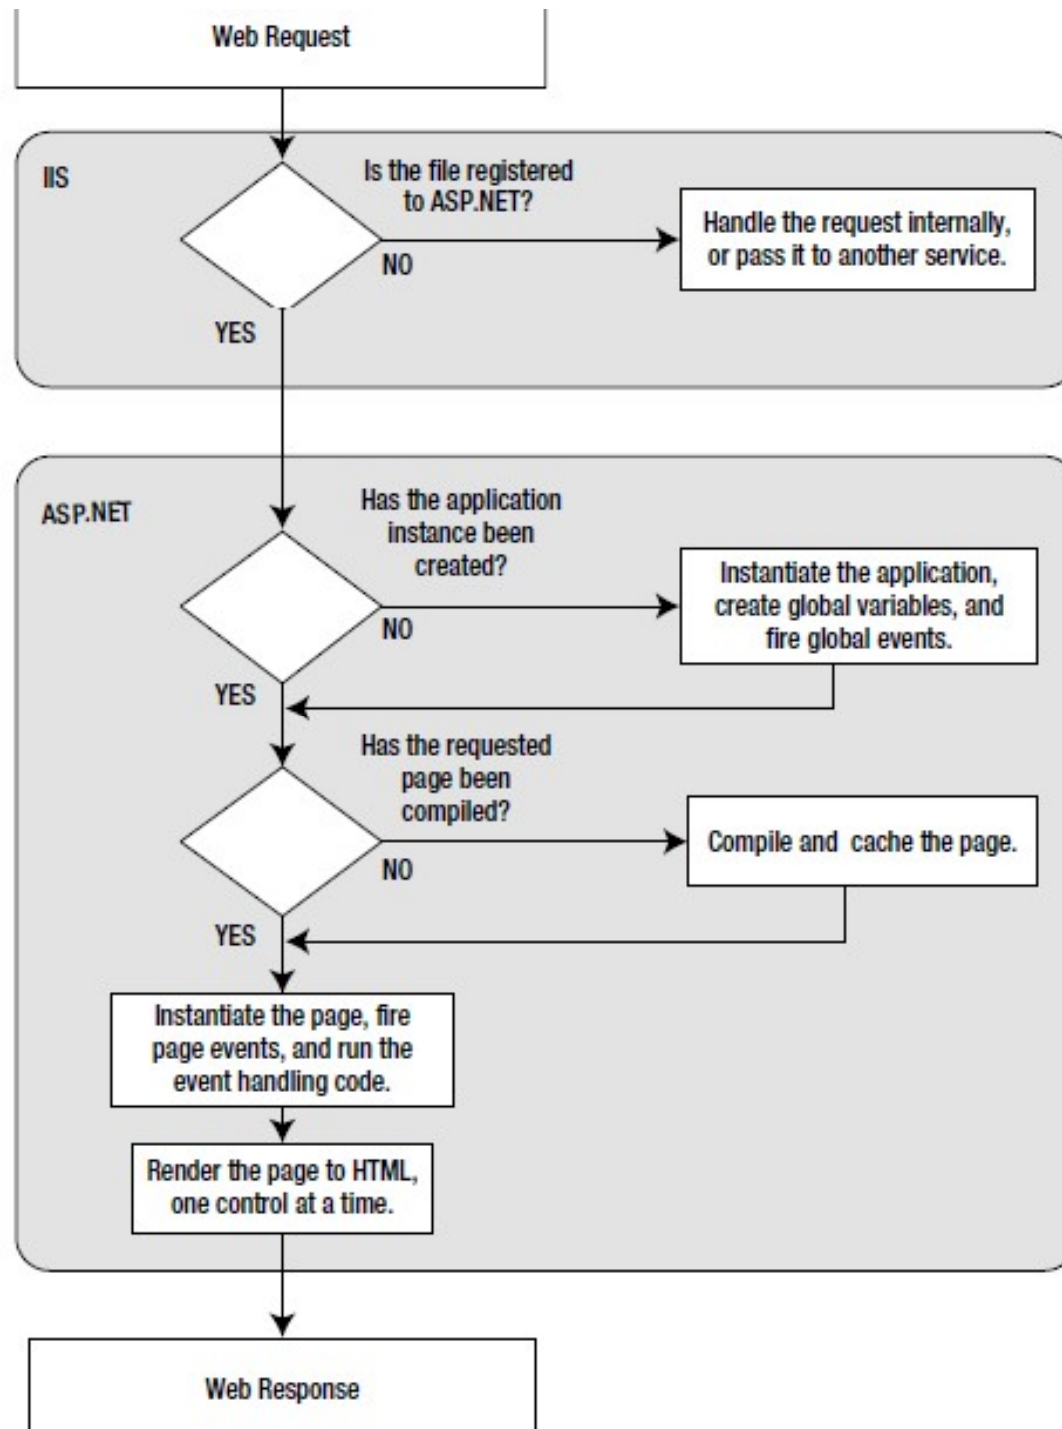 Web Request
IIS
Is the file registered
to ASP.NET?
Handle the request internally,
or pass it to another service.
NO
YES
ASP.NET
Has the application
instance been
created?
Instantiate the application,
create global variables, and
fire global events.
NO
YES
Has the requested
page been
compiled?
Compile and cache the page.
NO
YES
Instantiate the page, fire
page events, and run the
event handling code.
Render the page to HTML,
one control at a time.
Web Response